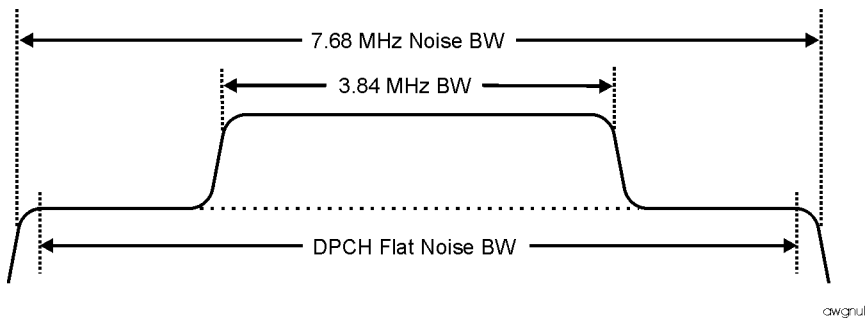 7.68 MHz Noise BW
3.84 MHz BW
DPCH Flat Noise BW
awgnul